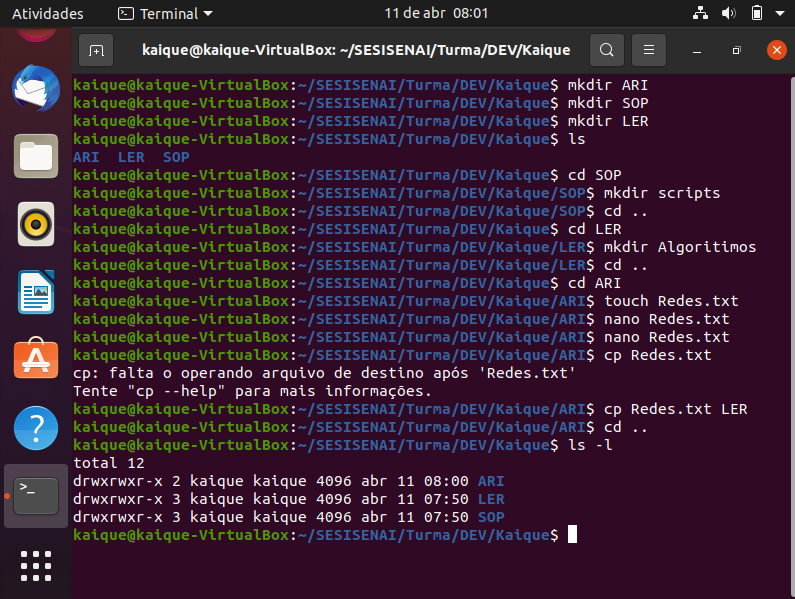 Atividades Terminal 11 de abr 08:01
kaique@kaique-VirtualBox: ~/SESISENAI/Turma/DEV/Kaique
kaique@kaique-VirtualBox:~/SESISENAI/Turma/DEV/Kaique$ mkdir ARI
kaique@kaique-VirtualBox:~/SESISENAI/Turma/DEV/Kaique$ mkdir SOP
kaique@kaique-VirtualBox:~/SESISENAI/Turma/DEV/Kaique$ mkdir LER
kaique@kaique-VirtualBox:~/SESISENAI/Turma/DEV/Kaique$ ls
ARI  LER  SOP
kaique@kaique-VirtualBox:~/SESISENAI/Turma/DEV/Kaique$ cd SOP
kaique@kaique-VirtualBox:~/SESISENAI/Turma/DEV/Kaique/SOP$ mkdir scripts
kaique@kaique-VirtualBox:~/SESISENAI/Turma/DEV/Kaique/SOP$ cd ..
kaique@kaique-VirtualBox:~/SESISENAI/Turma/DEV/Kaique$ cd LER
kaique@kaique-VirtualBox:~/SESISENAI/Turma/DEV/Kaique/LER$ mkdir Algoritimos
kaique@kaique-VirtualBox:~/SESISENAI/Turma/DEV/Kaique/LER$ cd ..
kaique@kaique-VirtualBox:~/SESISENAI/Turma/DEV/Kaique$ cd ARI
kaique@kaique-VirtualBox:~/SESISENAI/Turma/DEV/Kaique/ARI$ touch Redes.txt
kaique@kaique-VirtualBox:~/SESISENAI/Turma/DEV/Kaique/ARI$ nano Redes.txt
kaique@kaique-VirtualBox:~/SESISENAI/Turma/DEV/Kaique/ARI$ nano Redes.txt
kaique@kaique-VirtualBox:~/SESISENAI/Turma/DEV/Kaique/ARI$ cp Redes.txt
cp: falta o operando arquivo de destino após 'Redes.txt'
Tente "cp --help" para mais informações.
kaique@kaique-VirtualBox:~/SESISENAI/Turma/DEV/Kaique/ARI$ cp Redes.txt LER
kaique@kaique-VirtualBox:~/SESISENAI/Turma/DEV/Kaique/ARI$ cd ..
kaique@kaique-VirtualBox:~/SESISENAI/Turma/DEV/Kaique$ ls -l
total 12
drwxrwxr-x 2 kaique kaique 4096 abr 11 08:00 ARI
drwxrwxr-x 3 kaique kaique 4096 abr 11 07:50 LER
drwxrwxr-x 3 kaique kaique 4096 abr 11 07:50 SOP
kaique@kaique-VirtualBox:~/SESISENAI/Turma/DEV/Kaique$